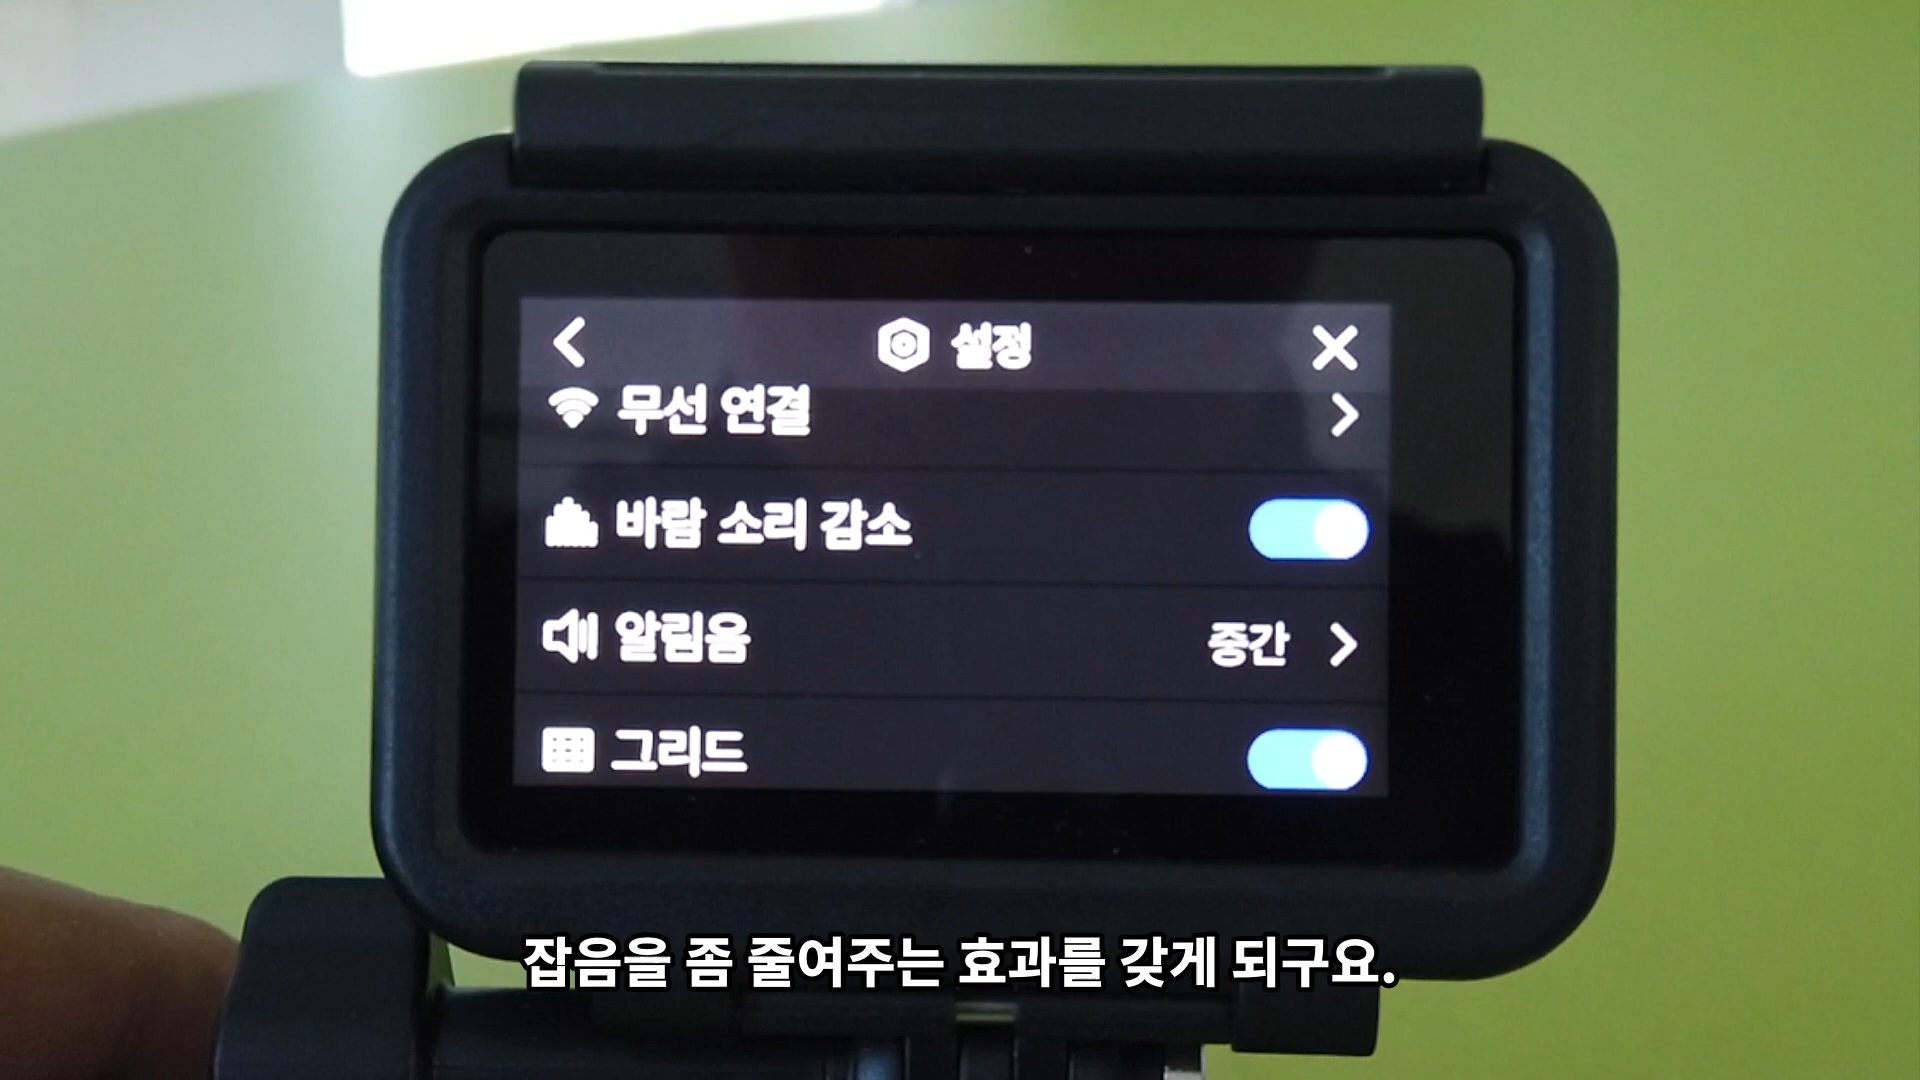 설정
무선 연결
바람 소리 감소
알림음 중간
그리드
잡음을 좀 줄여주는 효과를 갖게 되구요.